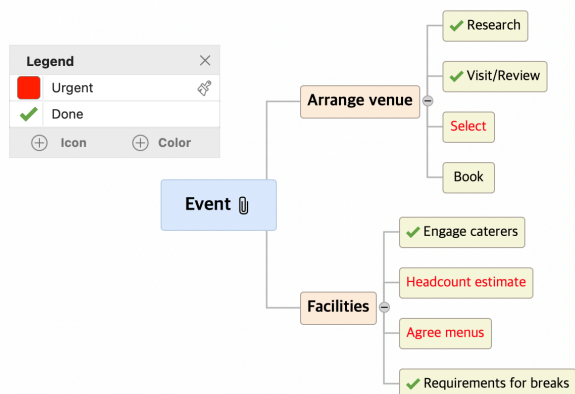 Legend
Urgent
Done
Icon
Color
Event
Arrange venue
Research
Visit/Review
Select
Book
Facilities
Engage caterers
Headcount estimate
Agree menus
Requirements for breaks